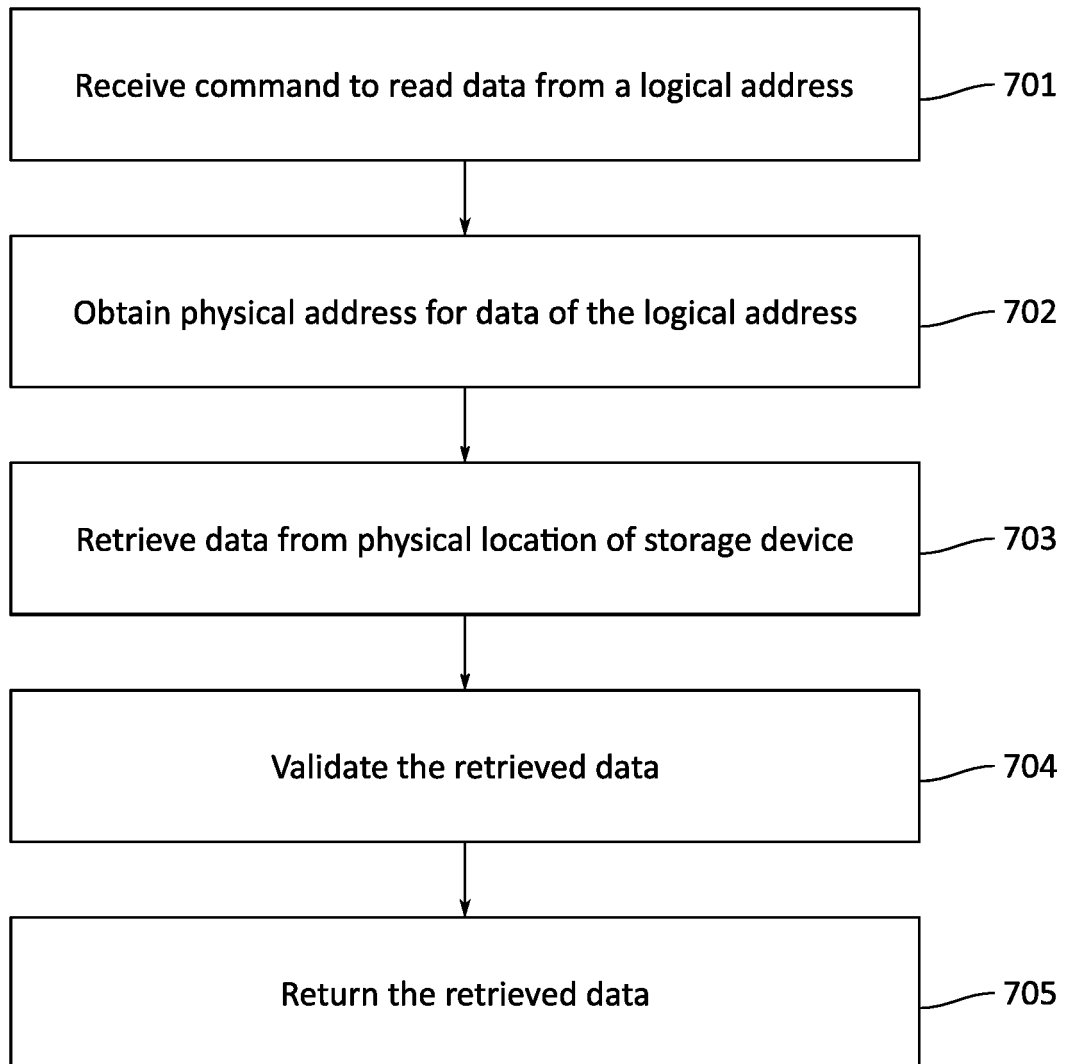 Receive command to read data from a logical address
701
Obtain physical address for data of the logical address
702
Retrieve data from physical location of storage device
703
Validate the retrieved data
704
Return the retrieved data
705